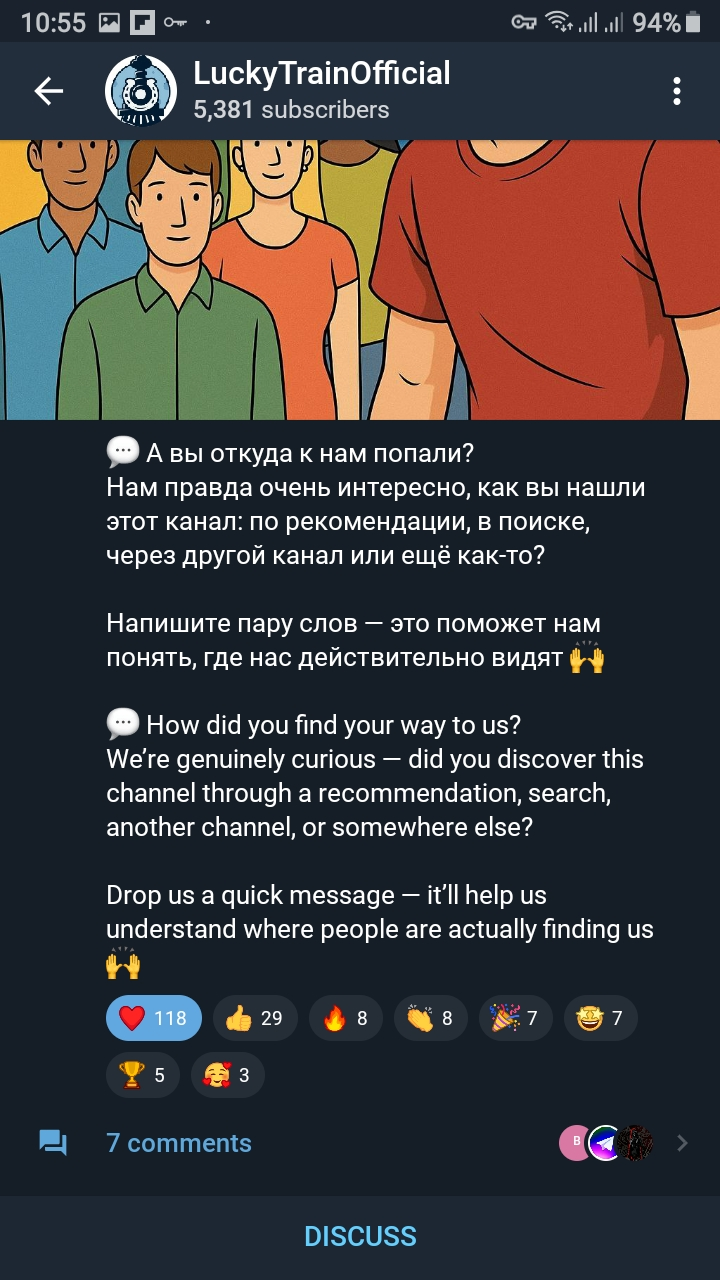 10:55
94%
LuckyTrainOfficial
5,381 subscribers
💬 А вы откуда к нам попали?
Нам правда очень интересно, как вы нашли
этот канал: по рекомендации, в поиске,
через другой канал или ещё как-то?
Напишите пару слов — это поможет нам
понять, где нас действительно видят 🙌
💬 How did you find your way to us?
We’re genuinely curious — did you discover this
channel through a recommendation, search,
another channel, or somewhere else?
Drop us a quick message — it’ll help us
understand where people are actually finding us
🙌
❤️ 118 👍 29 🔥 8 👏 8 🎉 7 🤩 7
🏆 5 🥰 3
7 comments
B
DISCUSS